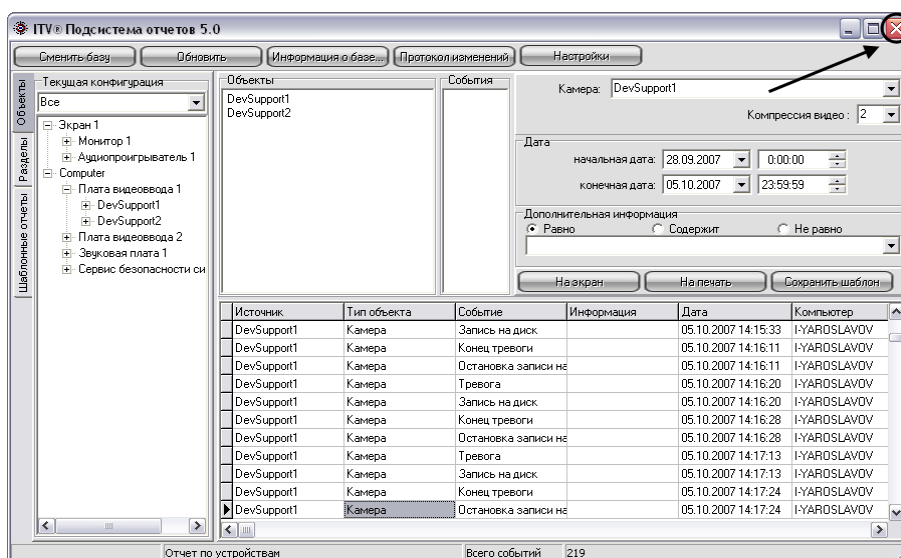 ITV® Подсистема отчетов 5.0
Сменить базу Обновить Информация о базе... Протокол изменений Настройки
Объекты
Разделы
Шаблонные отчеты
Текущая конфигурация
Все
Экран 1
Монитор 1
Аудиопроигрыватель 1
Computer
Плата видеоввода 1
DevSupport1
DevSupport2
Плата видеоввода 2
Звуковая плата 1
Сервис безопасности си
Объекты
DevSupport1
DevSupport2
События
Камера: DevSupport1
Компрессия видео : 2
Дата
начальная дата: 28.09.2007 0:00:00
конечная дата: 05.10.2007 23:59:59
Дополнительная информация
Равно Содержит Не равно
На экран На печать Сохранить шаблон
Источник Тип объекта Событие Информация Дата Компьютер
DevSupport1 Камера Запись на диск 05.10.2007 14:15:33 I-YAROSLAVOV
DevSupport1 Камера Конец тревоги 05.10.2007 14:16:11 I-YAROSLAVOV
DevSupport1 Камера Остановка записи на 05.10.2007 14:16:11 I-YAROSLAVOV
DevSupport1 Камера Тревога 05.10.2007 14:16:20 I-YAROSLAVOV
DevSupport1 Камера Запись на диск 05.10.2007 14:16:20 I-YAROSLAVOV
DevSupport1 Камера Конец тревоги 05.10.2007 14:16:28 I-YAROSLAVOV
DevSupport1 Камера Остановка записи на 05.10.2007 14:16:28 I-YAROSLAVOV
DevSupport1 Камера Тревога 05.10.2007 14:17:13 I-YAROSLAVOV
DevSupport1 Камера Запись на диск 05.10.2007 14:17:13 I-YAROSLAVOV
DevSupport1 Камера Конец тревоги 05.10.2007 14:17:24 I-YAROSLAVOV
DevSupport1 Камера Остановка записи на 05.10.2007 14:17:24 I-YAROSLAVOV
Отчет по устройствам Всего событий 219